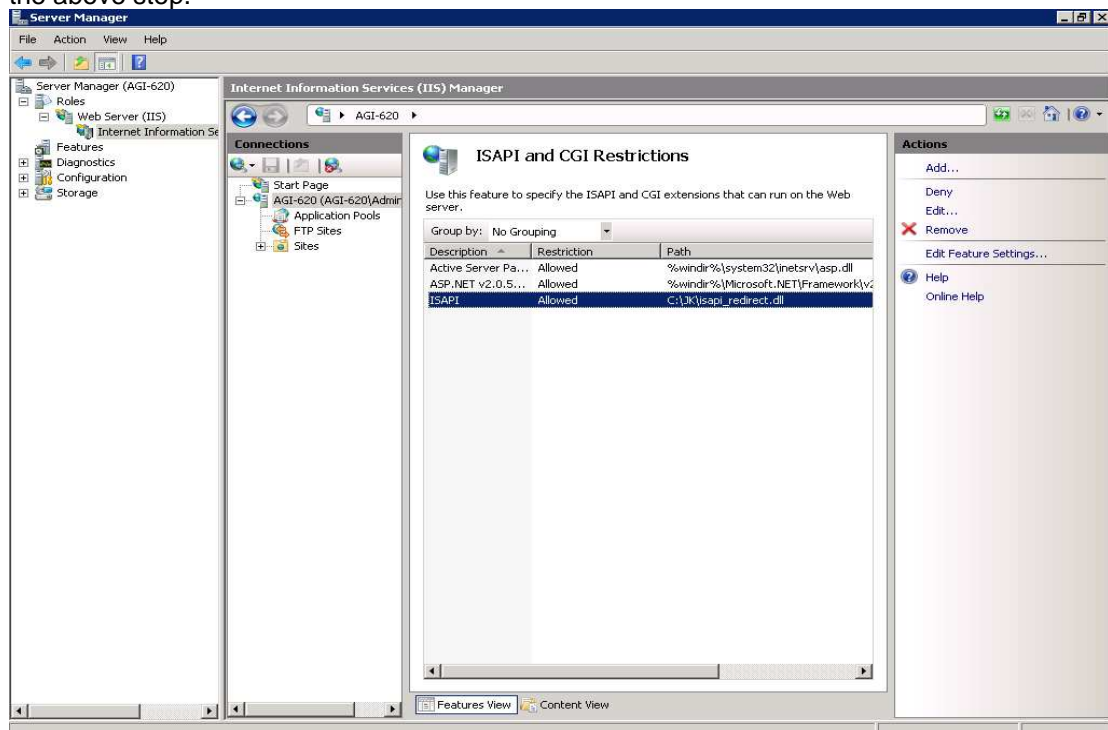 the above step.
Server Manager
File Action View Help
Server Manager (AGI-620)
Roles
Web Server (IIS)
Internet Information Se
Features
Diagnostics
Configuration
Storage
Internet Information Services (IIS) Manager
AGI-620
Connections
Start Page
AGI-620 (AGI-620\Admir
Application Pools
FTP Sites
Sites
ISAPI and CGI Restrictions
Use this feature to specify the ISAPI and CGI extensions that can run on the Web
server.
Group by: No Grouping
Description Restriction Path
Active Server Pa... Allowed %windir%\system32\inetsrv\asp.dll
ASP.NET v2.0.5... Allowed %windir%\Microsoft.NET\Framework\v2
ISAPI Allowed C:\JK\isapi_redirect.dll
Features View Content View
Actions
Add...
Deny
Edit...
Remove
Edit Feature Settings...
Help
Online Help